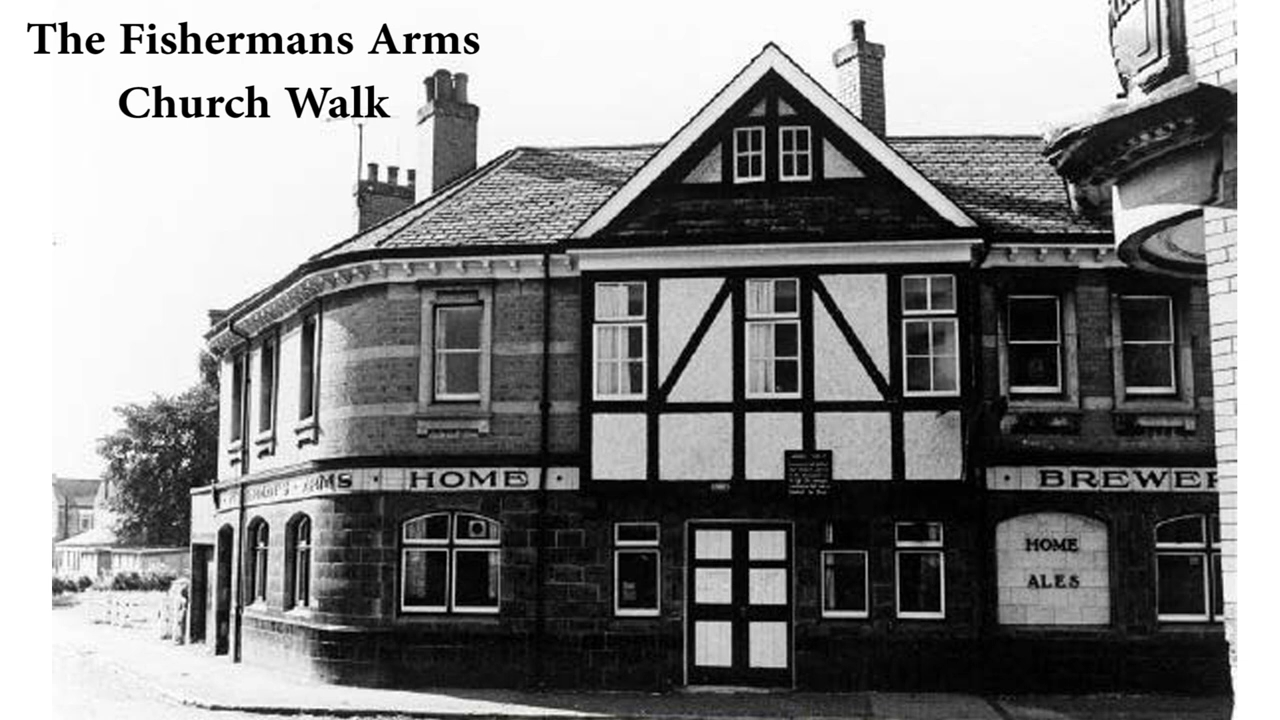 The Fishermans Arms
Church Walk
ARMS · HOME ·
· BREWER
HOME
ALES